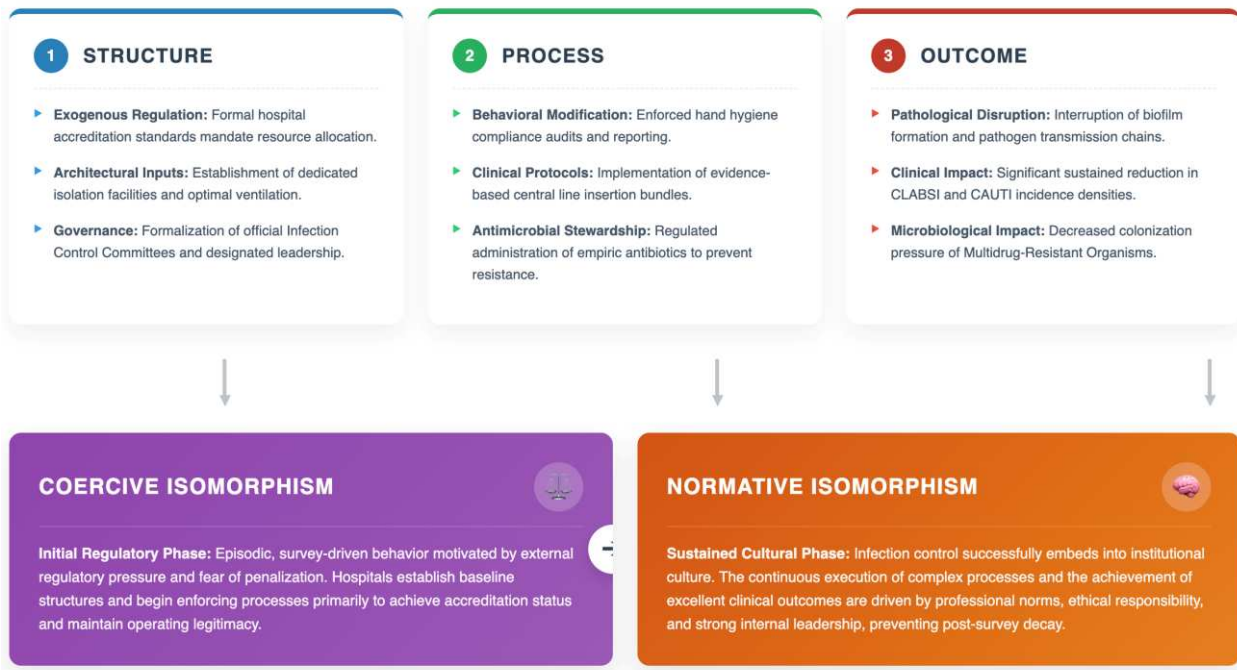 1 STRUCTURE
Exogenous Regulation: Formal hospital
accreditation standards mandate resource allocation.
Architectural Inputs: Establishment of dedicated
isolation facilities and optimal ventilation.
Governance: Formalization of official Infection
Control Committees and designated leadership.
2 PROCESS
Behavioral Modification: Enforced hand hygiene
compliance audits and reporting.
Clinical Protocols: Implementation of evidence-
based central line insertion bundles.
Antimicrobial Stewardship: Regulated
administration of empiric antibiotics to prevent
resistance.
3 OUTCOME
Pathological Disruption: Interruption of biofilm
formation and pathogen transmission chains.
Clinical Impact: Significant sustained reduction in
CLABSI and CAUTI incidence densities.
Microbiological Impact: Decreased colonization
pressure of Multidrug-Resistant Organisms.
COERCIVE ISOMORPHISM
Initial Regulatory Phase: Episodic, survey-driven behavior motivated by external
regulatory pressure and fear of penalization. Hospitals establish baseline
structures and begin enforcing processes primarily to achieve accreditation status
and maintain operating legitimacy.
NORMATIVE ISOMORPHISM
Sustained Cultural Phase: Infection control successfully embeds into institutional
culture. The continuous execution of complex processes and the achievement of
excellent clinical outcomes are driven by professional norms, ethical responsibility,
and strong internal leadership, preventing post-survey decay.